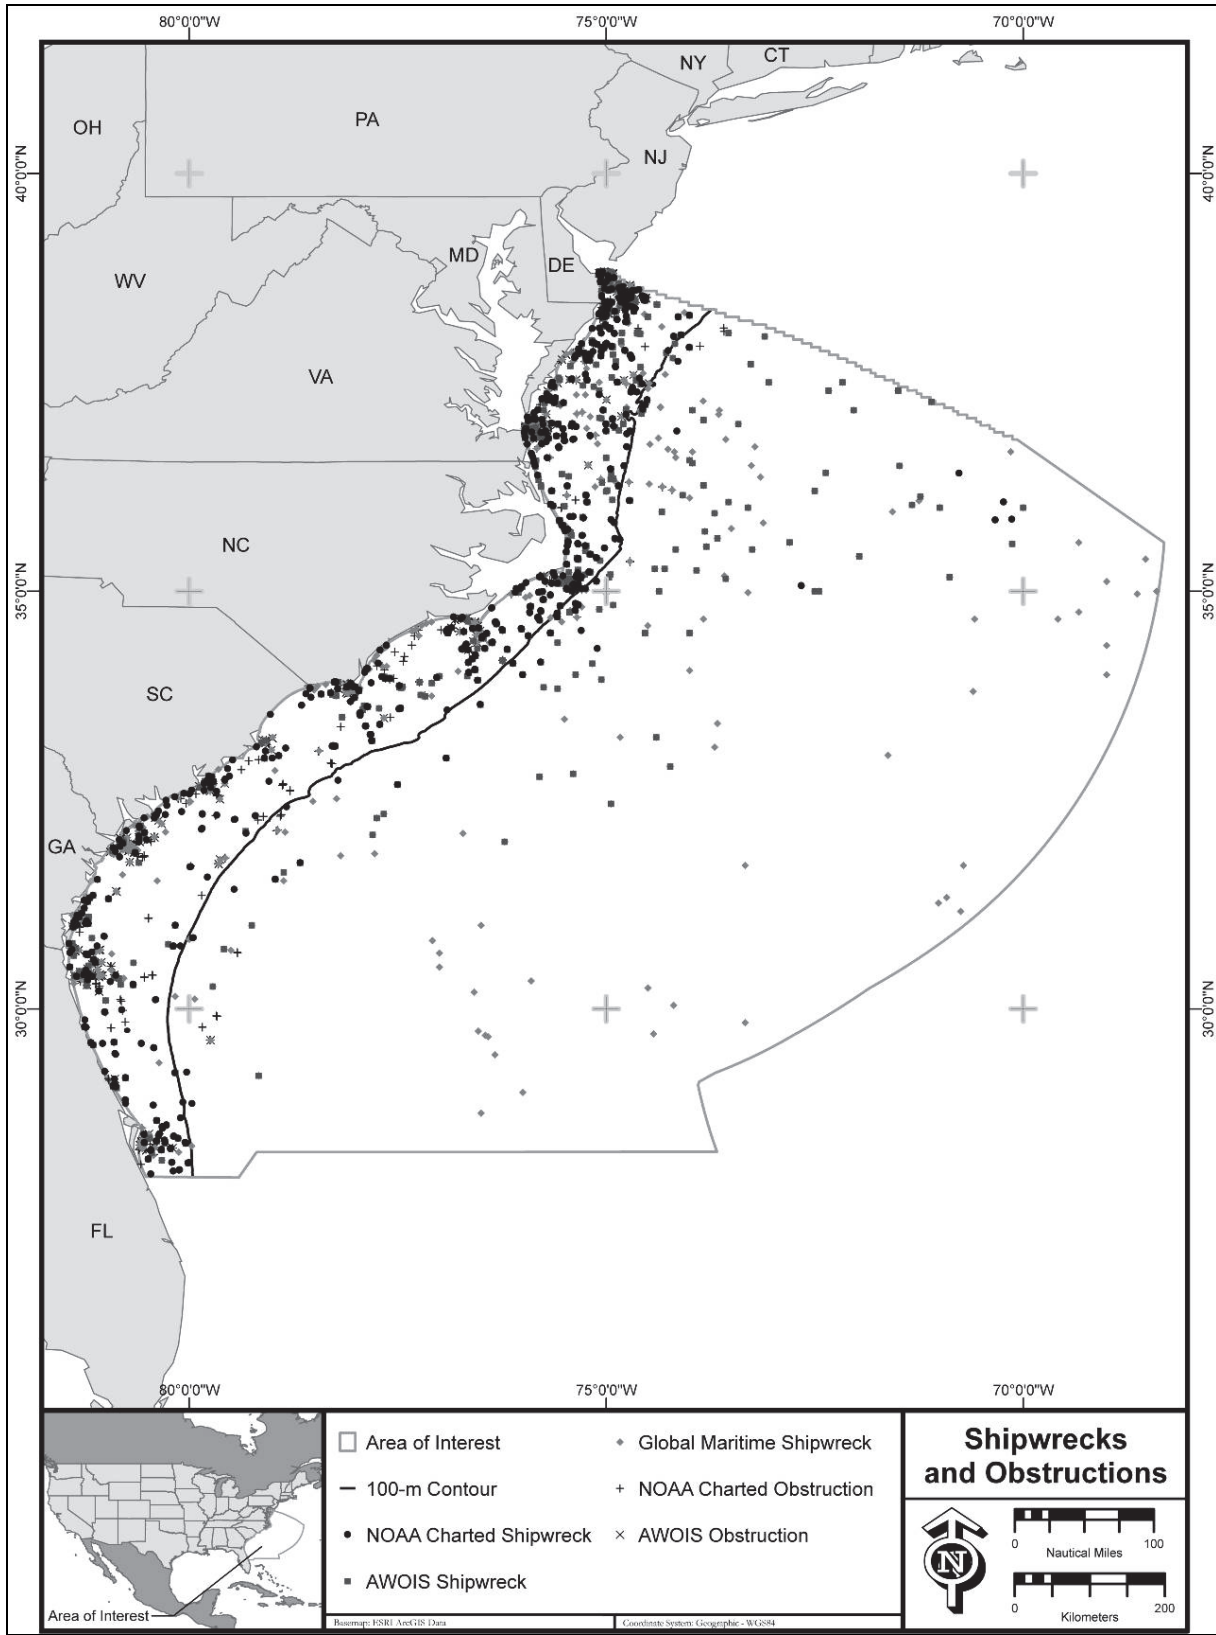 80°0'0"W 75°0'0"W 70°0'0"W
NY CT
OH PA
NJ
40°0'0"N 40°0'0"N
MD DE
WV
VA
NC
35°0'0"N 35°0'0"N
SC
GA
30°0'0"N 30°0'0"N
FL
80°0'0"W 75°0'0"W 70°0'0"W
Area of Interest
Area of Interest
100-m Contour
NOAA Charted Shipwreck
AWOIS Shipwreck
Global Maritime Shipwreck
NOAA Charted Obstruction
AWOIS Obstruction
Basemap: ESRI ArcGIS Data
Coordinate System: Geographic - WGS84
Shipwrecks
and Obstructions
N
0 100
Nautical Miles
0 200
Kilometers